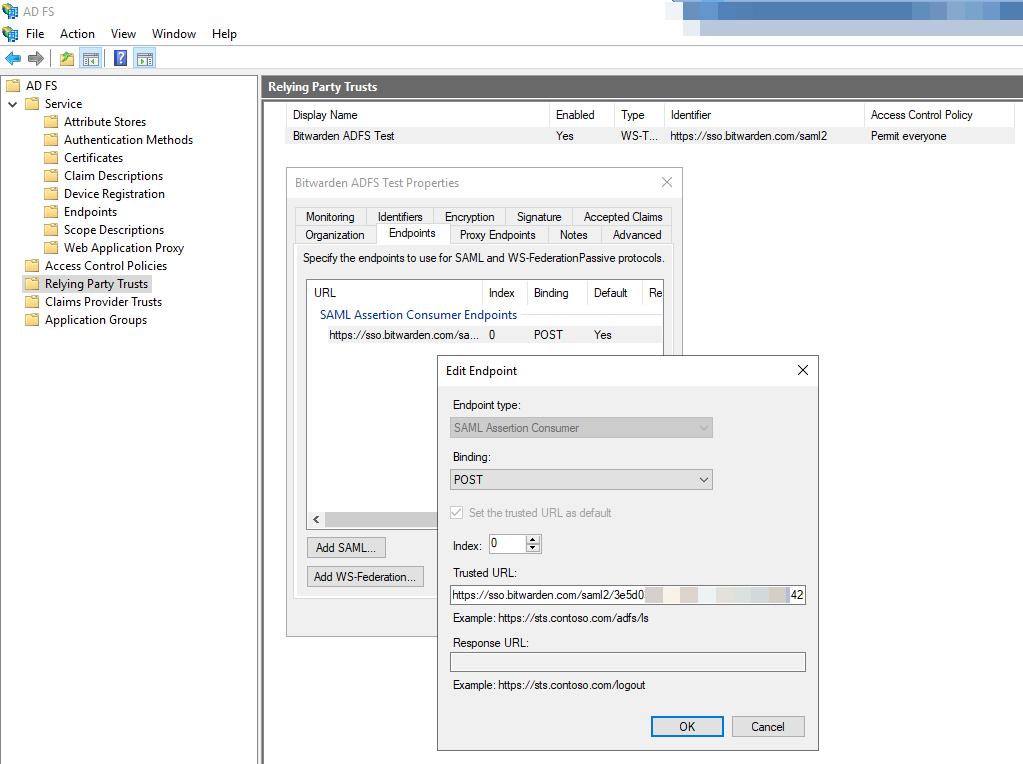 AD FS
File Action View Window Help
AD FS
Service
Attribute Stores
Authentication Methods
Certificates
Claim Descriptions
Device Registration
Endpoints
Scope Descriptions
Web Application Proxy
Access Control Policies
Relying Party Trusts
Claims Provider Trusts
Application Groups
Relying Party Trusts
Display Name Enabled Type Identifier Access Control Policy
Bitwarden ADFS Test Yes WS-T... https://sso.bitwarden.com/saml2 Permit everyone
Bitwarden ADFS Test Properties
Monitoring Identifiers Encryption Signature Accepted Claims
Organization Endpoints Proxy Endpoints Notes Advanced
Specify the endpoints to use for SAML and WS-FederationPassive protocols.
URL Index Binding Default Re
SAML Assertion Consumer Endpoints
https://sso.bitwarden.com/sa... 0 POST Yes
Add SAML...
Add WS-Federation...
Edit Endpoint
Endpoint type:
SAML Assertion Consumer
Binding:
POST
Set the trusted URL as default
Index: 0
Trusted URL:
https://sso.bitwarden.com/saml2/3e5d0 42
Example: https://sts.contoso.com/adfs/ls
Response URL:
Example: https://sts.contoso.com/logout
OK Cancel